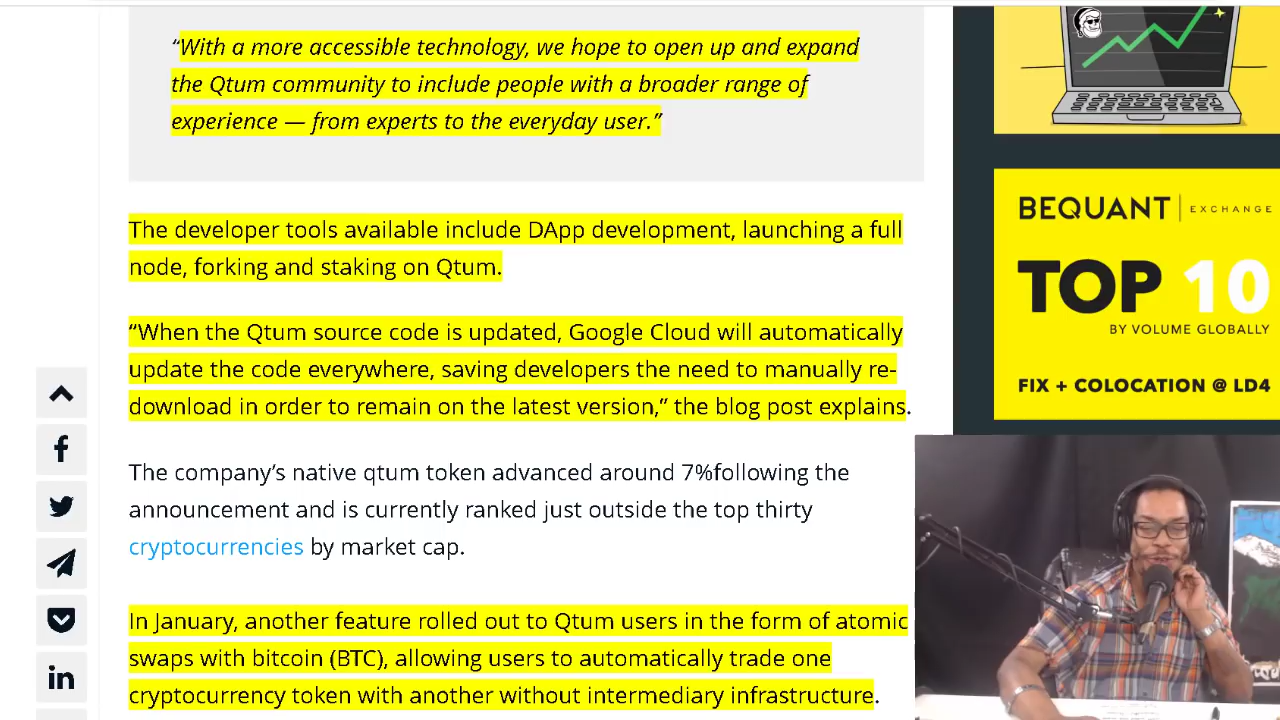 “With a more accessible technology, we hope to open up and expand
the Qtum community to include people with a broader range of
experience — from experts to the everyday user.”
The developer tools available include DApp development, launching a full
node, forking and staking on Qtum.
“When the Qtum source code is updated, Google Cloud will automatically
update the code everywhere, saving developers the need to manually re-
download in order to remain on the latest version,” the blog post explains.
The company’s native qtum token advanced around 7%following the
announcement and is currently ranked just outside the top thirty
cryptocurrencies by market cap.
In January, another feature rolled out to Qtum users in the form of atomic
swaps with bitcoin (BTC), allowing users to automatically trade one
cryptocurrency token with another without intermediary infrastructure.
BEQUANT | EXCHANGE
TOP 10
BY VOLUME GLOBALLY
FIX + COLOCATION @ LD4